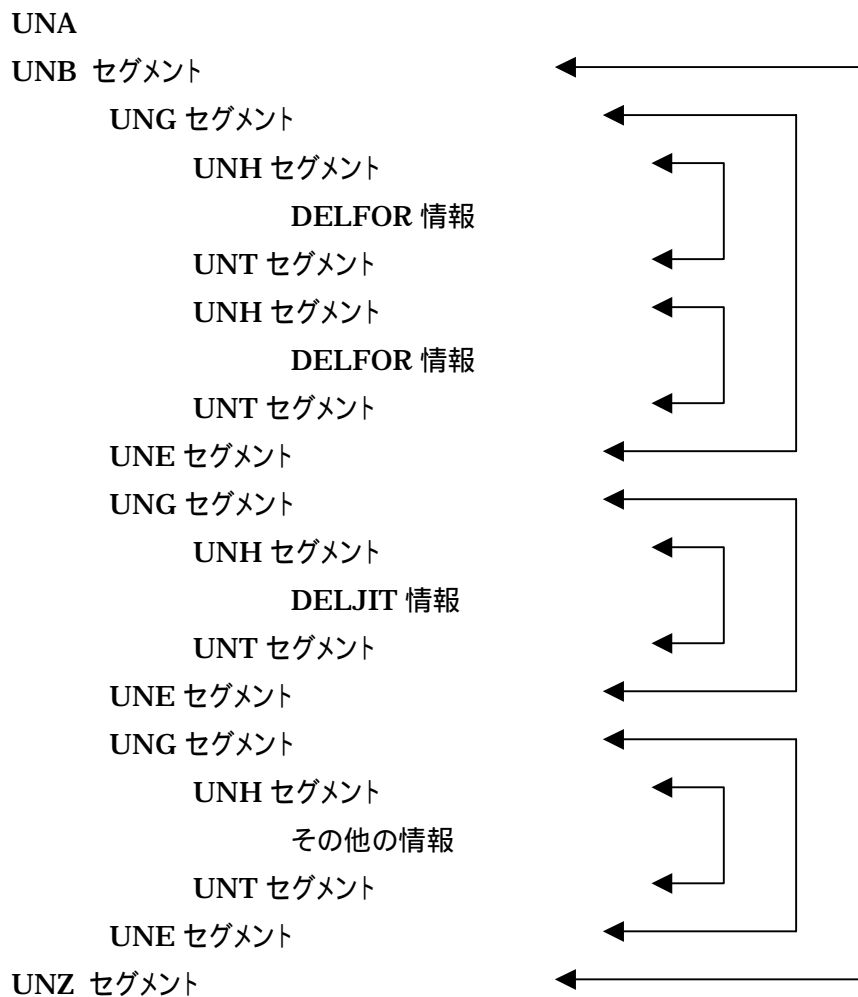 UNA
UNB セグメント
UNG セグメント
UNH セグメント
DELFOR 情報
UNT セグメント
UNH セグメント
DELFOR 情報
UNT セグメント
UNE セグメント
UNG セグメント
UNH セグメント
DELJIT 情報
UNT セグメント
UNE セグメント
UNG セグメント
UNH セグメント
その他の情報
UNT セグメント
UNE セグメント
UNZ セグメント